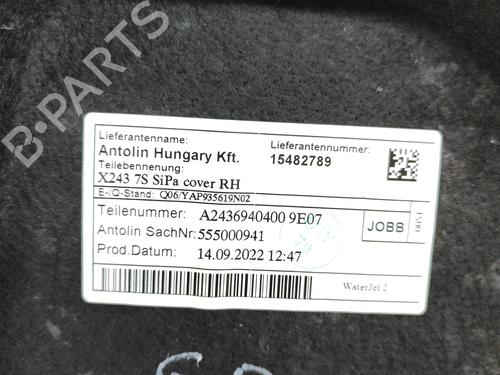 B-PARTS
Lieferantenname:
Antolin Hungary Kft.
Lieferantennummer:
15482789
Teilebennenung:
X243 7S SiPa cover RH
E-/Q-Stand: Q06/YAP935619N02
Teilenummer: A2436940400 9E07
JOBB
Antolin SachNr: 555000941
Prod.Datum: 14.09.2022 12:47
WaterJet 2